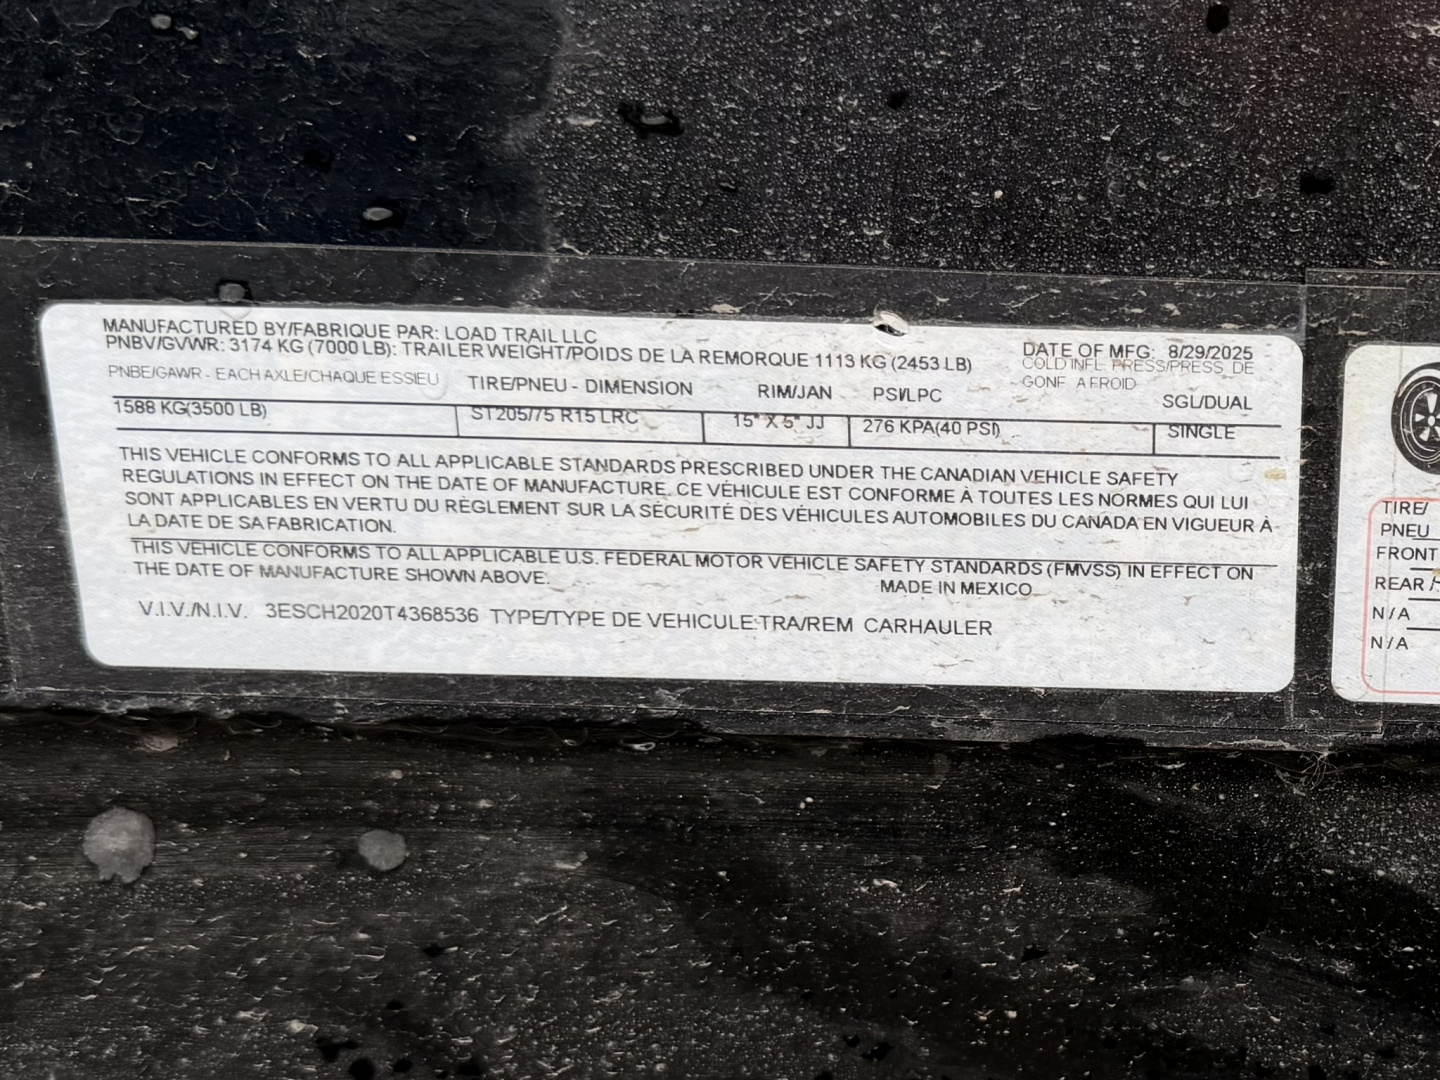 MANUFACTURED BY/FABRIQUE PAR: LOAD TRAIL LLC
PNBV/GVWR: 3174 KG (7000 LB): TRAILER WEIGHT/POIDS DE LA REMORQUE 1113 KG (2453 LB)
DATE OF MFG: 8/29/2025
PNBE/GAWR - EACH AXLE/CHAQUE ESSIEU TIRE/PNEU - DIMENSION RIM/JAN PSI/LPC
COLD INFL. PRESS/PRESS. DE
GONF. A FROID
SGL/DUAL
1588 KG(3500 LB) ST205/75 R15 LRC 15" X 5" JJ 276 KPA(40 PSI) SINGLE
THIS VEHICLE CONFORMS TO ALL APPLICABLE STANDARDS PRESCRIBED UNDER THE CANADIAN VEHICLE SAFETY
REGULATIONS IN EFFECT ON THE DATE OF MANUFACTURE. CE VÉHICULE EST CONFORME À TOUTES LES NORMES QUI LUI
SONT APPLICABLES EN VERTU DU RÈGLEMENT SUR LA SÉCURITÉ DES VÉHICULES AUTOMOBILES DU CANADA EN VIGUEUR À
LA DATE DE SA FABRICATION.
THIS VEHICLE CONFORMS TO ALL APPLICABLE U.S. FEDERAL MOTOR VEHICLE SAFETY STANDARDS (FMVSS) IN EFFECT ON
THE DATE OF MANUFACTURE SHOWN ABOVE.
MADE IN MEXICO
V.I.V./N.I.V. 3ESCH2020T4368536 TYPE/TYPE DE VEHICULE:TRA/REM CARHAULER
TIRE/
PNEU
FRONT
REAR /
N/A
N/A